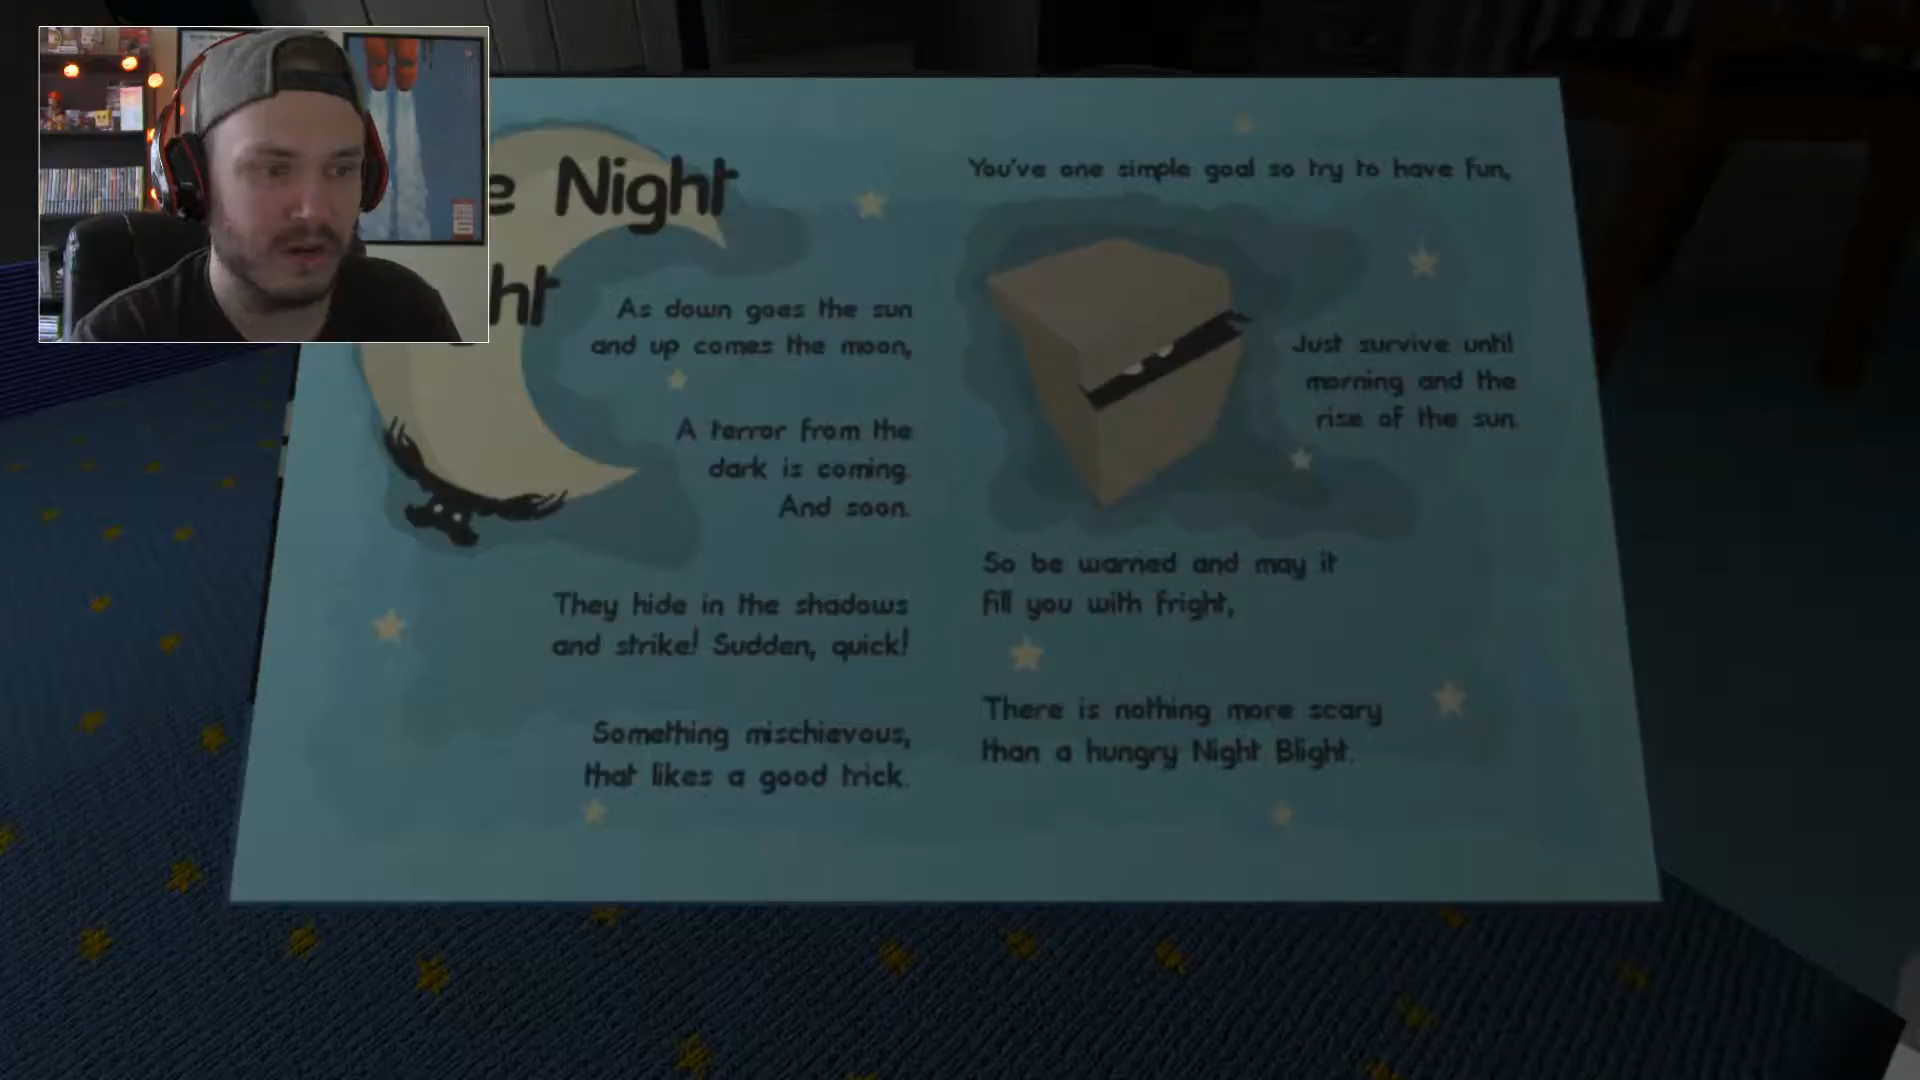 e Night
ht
As down goes the sun
and up comes the moon,
A terror from the
dark is coming.
And soon.
They hide in the shadows
and strike! Sudden, quick!
Something mischievous,
that likes a good trick.
You've one simple goal so try to have fun,
Just survive until
morning and the
rise of the sun.
So be warned and may it
fill you with fright,
There is nothing more scary
than a hungry Night Blight.